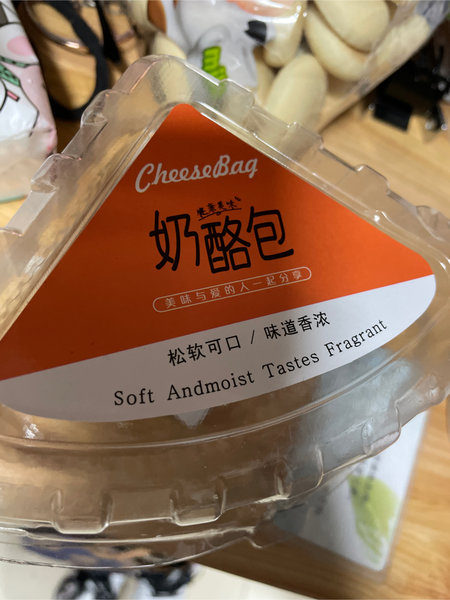 CheeseBag
奶酪包
美味与爱的人一起分享
松软可口 / 味道香浓
Soft Andmoist Tastes Fragrant